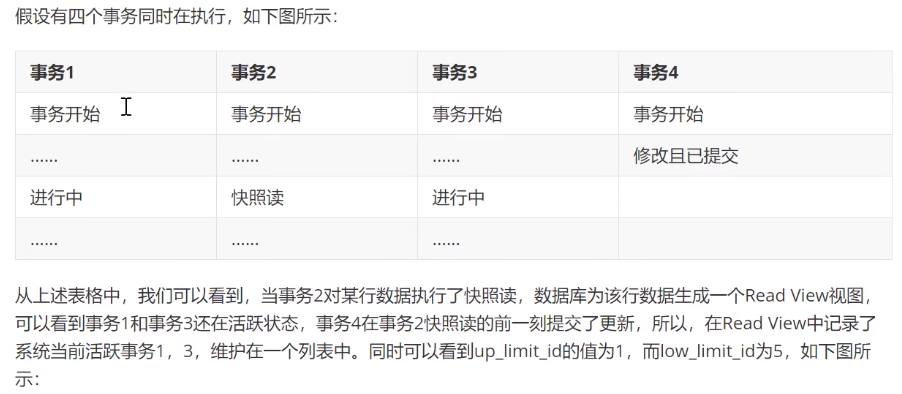 假设有四个事务同时在执行，如下图所示：
事务1 事务2 事务3 事务4
事务开始 事务开始 事务开始 事务开始
…… …… …… 修改且已提交
进行中 快照读 进行中
…… …… ……
从上述表格中，我们可以看到，当事务2对某行数据执行了快照读，数据库为该行数据生成一个Read View视图，
可以看到事务1和事务3还在活跃状态，事务4在事务2快照读的前一刻提交了更新，所以，在Read View中记录了
系统当前活跃事务1，3，维护在一个列表中。同时可以看到up_limit_id的值为1，而low_limit_id为5，如下图所
示：